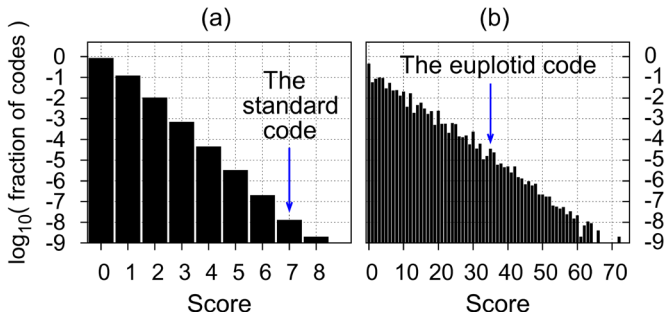 (a)
(b)
log10( fraction of codes )
0
-1
-2
-3
-4
-5
-6
-7
-8
-9
The
standard
code
0 1 2 3 4 5 6 7 8
Score
The euplotid code
0
-1
-2
-3
-4
-5
-6
-7
-8
-9
0 10 20 30 40 50 60 70
Score